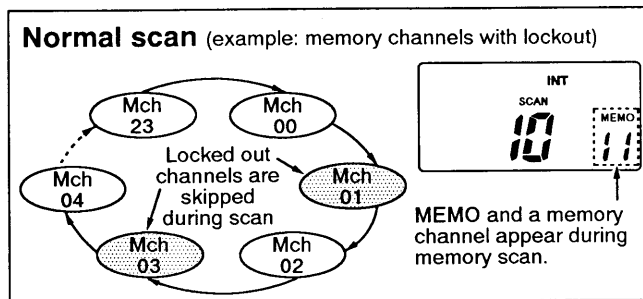 Normal scan (example: memory channels with lockout)
Mch
23
Mch
00
Locked out
channels are
skipped
during scan
Mch
01
Mch
04
Mch
03
Mch
02
INT
SCAN
10
MEMO
11
MEMO and a memory
channel appear during
memory scan.